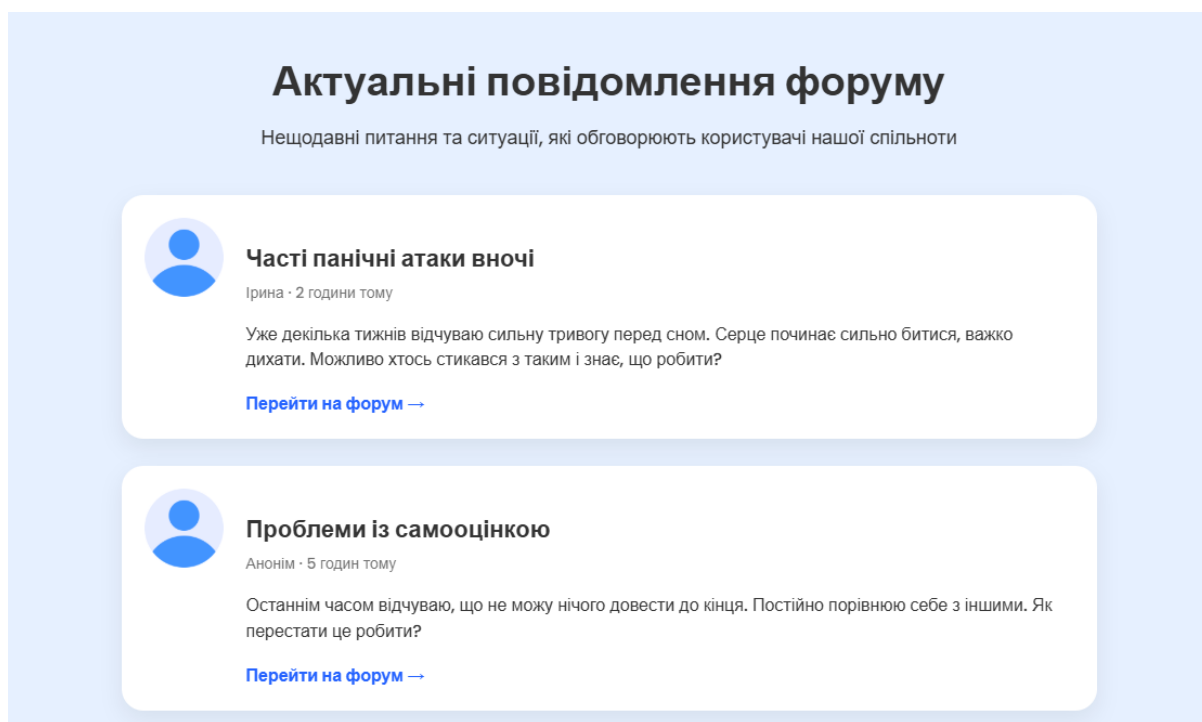 Актуальні повідомлення форуму
Нещодавні питання та ситуації, які обговорюють користувачі нашої спільноти
Часті панічні атаки вночі
Ірина · 2 години тому
Уже декілька тижнів відчуваю сильну тривогу перед сном. Серце починає сильно битися, важко
дихати. Можливо хтось стикався з таким і знає, що робити?
Перейти на форум →
Проблеми із самооцінкою
Анонім · 5 годин тому
Останнім часом відчуваю, що не можу нічого довести до кінця. Постійно порівнюю себе з іншими. Як
перестати це робити?
Перейти на форум →